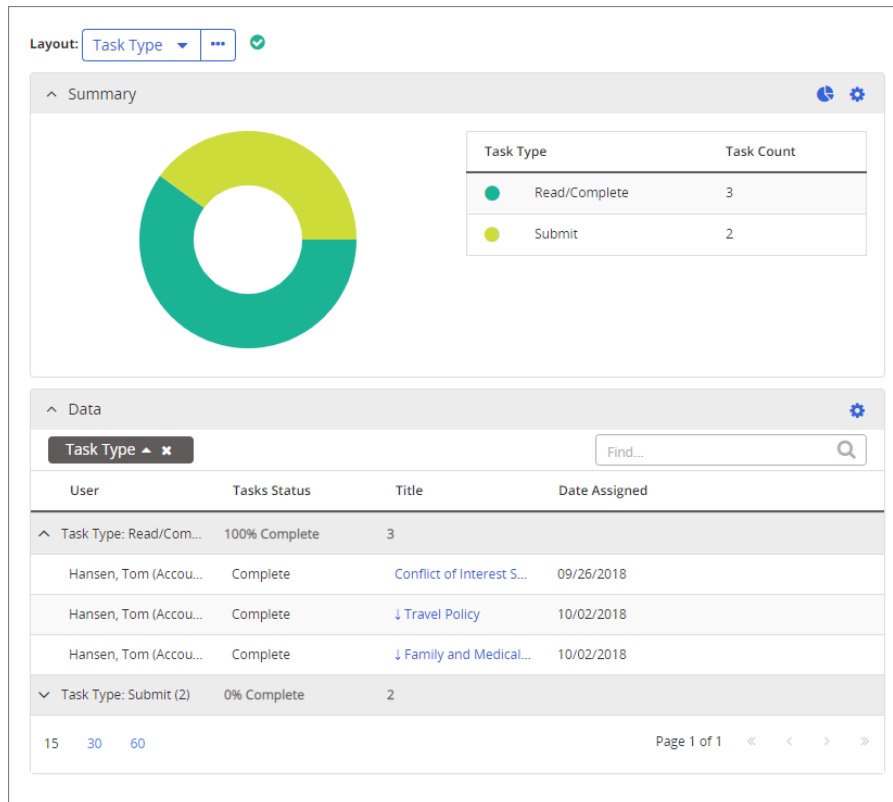 Layout: Task Type ...
Summary
Task Type Task Count
Read/Complete 3
Submit 2
Data
Task Type
Find...
User Tasks Status Title Date Assigned
Task Type: Read/Com... 100% Complete 3
Hansen, Tom (Accou... Complete Conflict of Interest S... 09/26/2018
Hansen, Tom (Accou... Complete ↓ Travel Policy 10/02/2018
Hansen, Tom (Accou... Complete ↓ Family and Medical... 10/02/2018
Task Type: Submit (2) 0% Complete 2
15 30 60 Page 1 of 1 « < > »